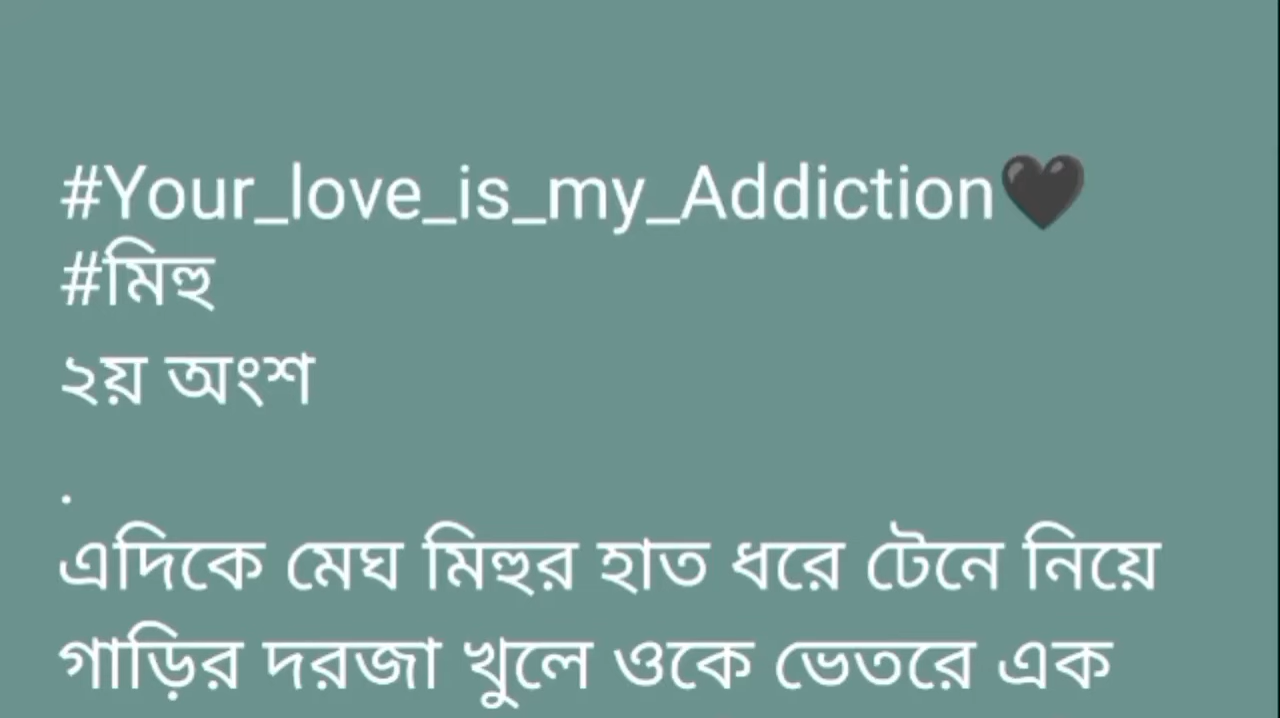 #Your_love_is_my_Addiction🖤
#মিহু
২য় অংশ
.
এদিকে মেঘ মিহুর হাত ধরে টেনে নিয়ে
গাড়ির দরজা খুলে ওকে ভেতরে এক